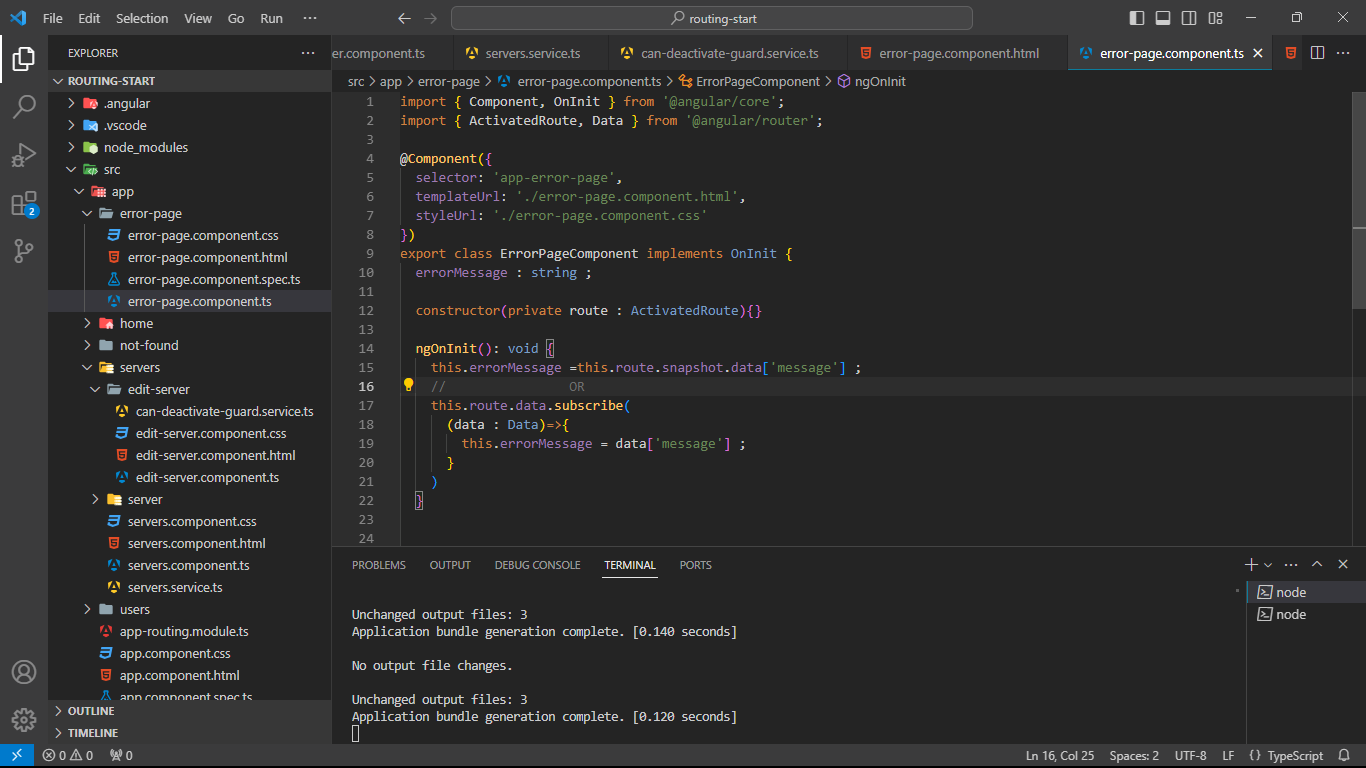 File Edit Selection View Go Run ··· routing-start
EXPLORER ···
ROUTING-START
.angular
.vscode
node_modules
src
app
error-page
error-page.component.css
error-page.component.html
error-page.component.spec.ts
error-page.component.ts
home
not-found
servers
edit-server
can-deactivate-guard.service.ts
edit-server.component.css
edit-server.component.html
edit-server.component.ts
server
servers.component.css
servers.component.html
servers.component.ts
servers.service.ts
users
app-routing.module.ts
app.component.css
app.component.html
app.component.spec.ts
OUTLINE
TIMELINE
2
er.component.ts servers.service.ts can-deactivate-guard.service.ts error-page.component.html error-page.component.ts
src > app > error-page > error-page.component.ts > ErrorPageComponent > ngOnInit
1 import { Component, OnInit } from '@angular/core';
2 import { ActivatedRoute, Data } from '@angular/router';
3
4 @Component({
5   selector: 'app-error-page',
6   templateUrl: './error-page.component.html',
7   styleUrl: './error-page.component.css'
8 })
9 export class ErrorPageComponent implements OnInit {
10   errorMessage : string ;
11
12   constructor(private route : ActivatedRoute){}
13
14   ngOnInit(): void {
15     this.errorMessage =this.route.snapshot.data['message'] ;
16     //                OR
17     this.route.data.subscribe(
18       (data : Data)=>{
19         this.errorMessage = data['message'] ;
20       }
21     )
22   }
23
24
PROBLEMS OUTPUT DEBUG CONSOLE TERMINAL PORTS
Unchanged output files: 3
Application bundle generation complete. [0.140 seconds]
No output file changes.
Unchanged output files: 3
Application bundle generation complete. [0.120 seconds]
node
node
0 0 0 Ln 16, Col 25 Spaces: 2 UTF-8 LF {} TypeScript